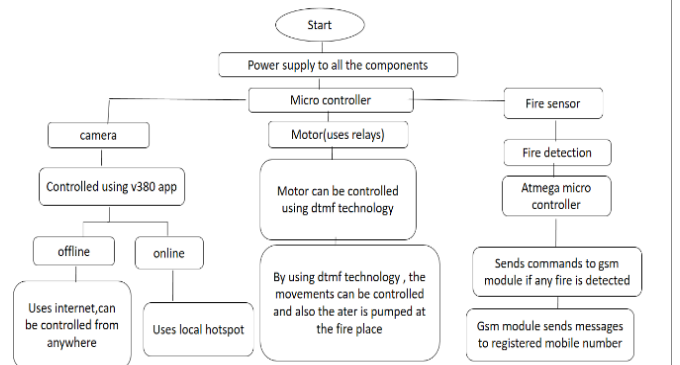 Start
Power supply to all the components
Micro controller
Fire sensor
camera
Motor(uses relays)
Fire detection
Controlled using v380 app
Motor can be controlled
using dtmf technology
Atmega micro
controller
offline
online
By using dtmf technology , the
movements can be controlled
and also the ater is pumped at
the fire place
Sends commands to gsm
module if any fire is detected
Uses internet,can
be controlled from
anywhere
Uses local hotspot
Gsm module sends messages
to registered mobile number